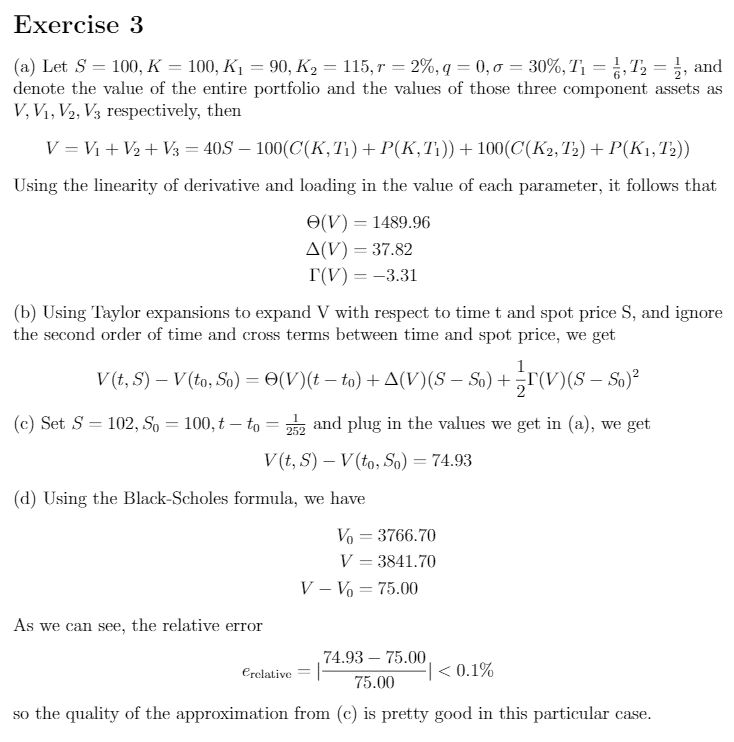 Exercise 3
(a) Let S = 100, K = 100, K₁ = 90, K₂ = 115, r = 2%, q = 0, σ = 30%, T₁ = 1/6, T₂ = 1/2, and
denote the value of the entire portfolio and the values of those three component assets as
V, V₁, V₂, V₃ respectively, then
V = V₁ + V₂ + V₃ = 40S − 100(C(K, T₁) + P(K, T₁)) + 100(C(K₂, T₂) + P(K₁, T₂))
Using the linearity of derivative and loading in the value of each parameter, it follows that
Θ(V) = 1489.96
Δ(V) = 37.82
Γ(V) = −3.31
(b) Using Taylor expansions to expand V with respect to time t and spot price S, and ignore
the second order of time and cross terms between time and spot price, we get
V(t, S) − V(t₀, S₀) = Θ(V)(t − t₀) + Δ(V)(S − S₀) + 1/2 Γ(V)(S − S₀)²
(c) Set S = 102, S₀ = 100, t − t₀ = 1/252 and plug in the values we get in (a), we get
V(t, S) − V(t₀, S₀) = 74.93
(d) Using the Black-Scholes formula, we have
V₀ = 3766.70
V = 3841.70
V − V₀ = 75.00
As we can see, the relative error
e_relative = |(74.93 − 75.00)/75.00| < 0.1%
so the quality of the approximation from (c) is pretty good in this particular case.